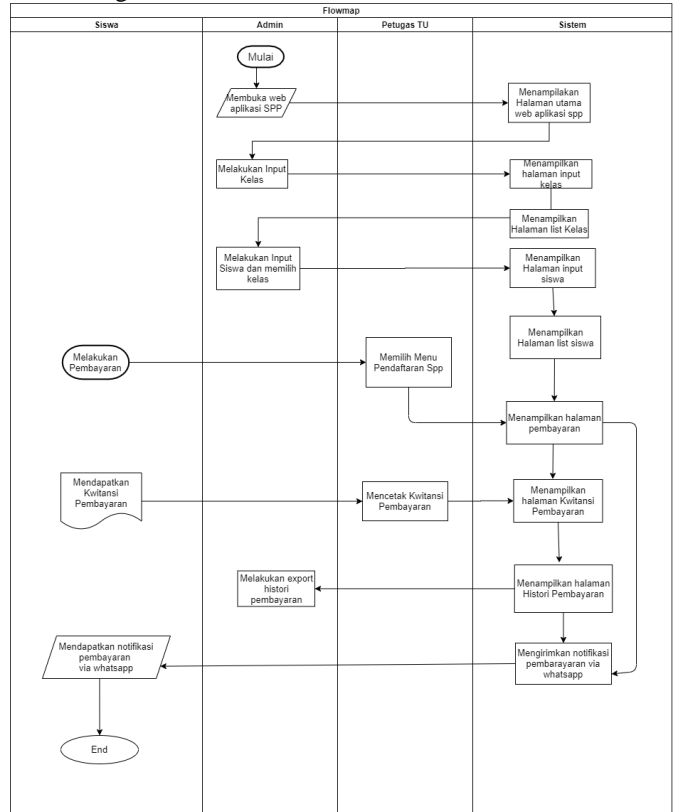 Flowmap
Siswa
Admin
Petugas TU
Sistem
Mulai
Membuka web
aplikasi SPP
Menampilakan
Halaman utama
web aplikasi spp
Melakukan Input
Kelas
Menampilkan
halaman input
kelas
Menampilkan
Halaman list Kelas
Melakukan Input
Siswa dan memilih
kelas
Menampilkan
Halaman input
siswa
Menampilkan
Halaman list siswa
Melakukan
Pembayaran
Memilih Menu
Pendaftaran Spp
Menampilkan halaman
pembayaran
Mendapatkan
Kwitansi
Pembayaran
Mencetak Kwitansi
Pembayaran
Menampilkan
halaman Kwitansi
Pembayaran
Melakukan export
histori
pembayaran
Menampilkan halaman
Histori Pembayaran
Mendapatkan notifikasi
pembayaran
via whatsapp
Mengirimkan notifikasi
pembarayaran via
whatsapp
End